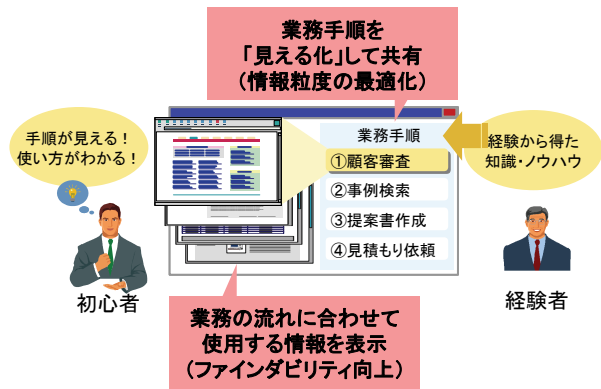 業務手順を
「見える化」して共有
（情報粒度の最適化）
手順が見える！
使い方がわかる！
業務手順
①顧客審査
②事例検索
③提案書作成
④見積もり依頼
経験から得た
知識・ノウハウ
初心者
経験者
業務の流れに合わせて
使用する情報を表示
（ファインダビリティ向上）